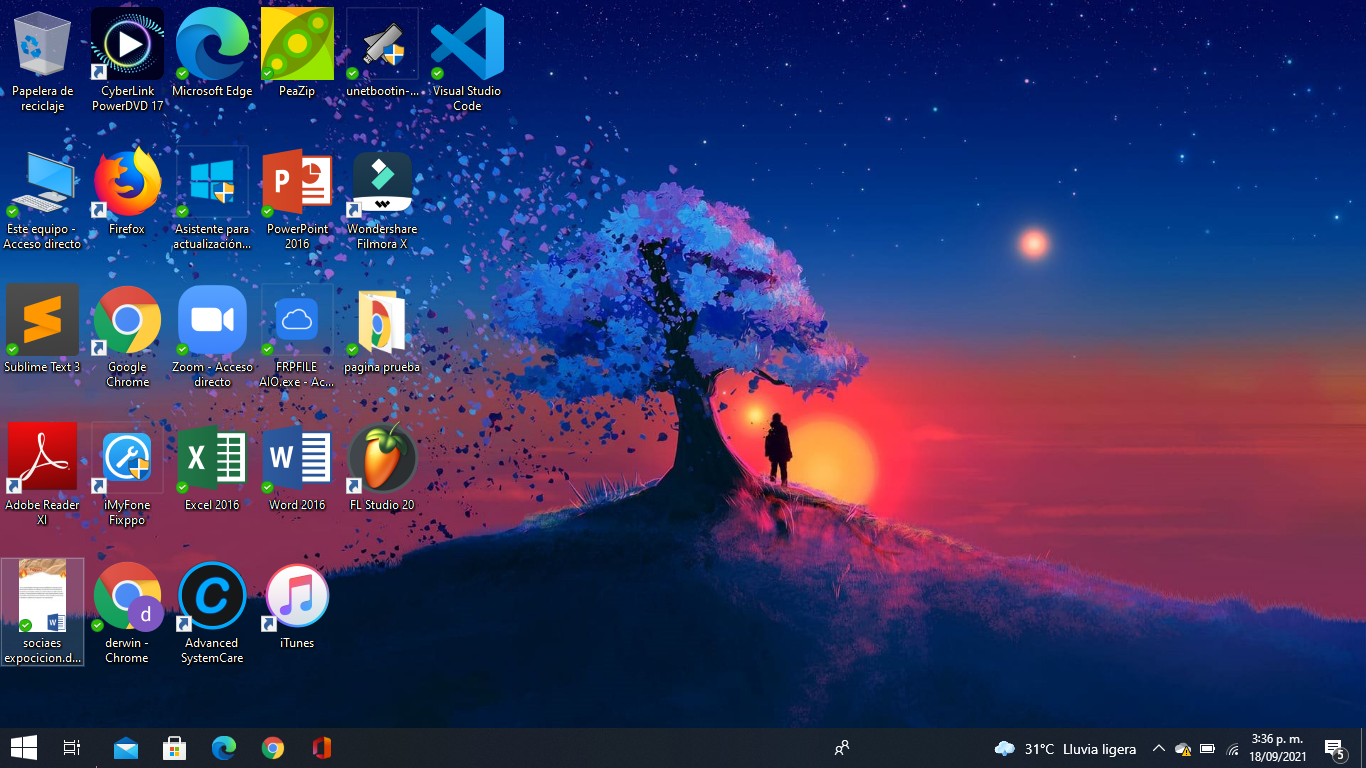 Papelera de
reciclaje
CyberLink
PowerDVD 17
Microsoft Edge
PeaZip
unetbootin-...
Visual Studio
Code
Este equipo -
Acceso directo
Firefox
Asistente para
actualización...
P
PowerPoint
2016
Wondershare
Filmora X
Sublime Text 3
Google
Chrome
Zoom - Acceso
directo
FRPFILE
AIO.exe - Ac...
pagina prueba
Adobe Reader
XI
iMyFone
Fixppo
X
Excel 2016
W
Word 2016
FL Studio 20
W
sociaes
expocicion.d...
d
derwin -
Chrome
C
Advanced
SystemCare
iTunes
31°C Lluvia ligera
3:36 p. m.
18/09/2021
5